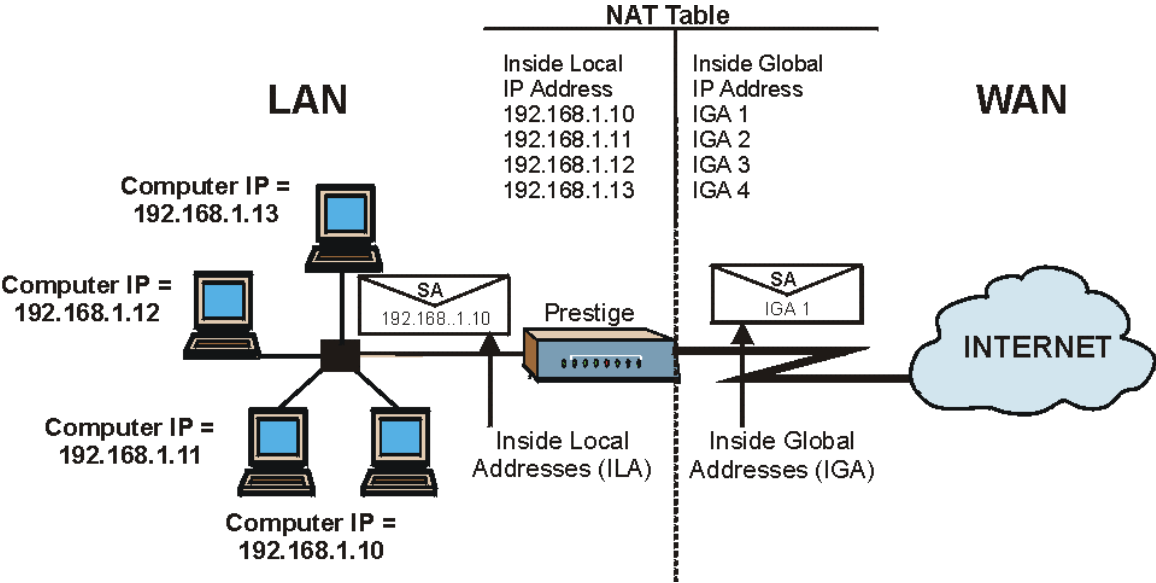 NAT Table
Inside Local
IP Address
192.168.1.10
192.168.1.11
192.168.1.12
192.168.1.13
Inside Global
IP Address
IGA 1
IGA 2
IGA 3
IGA 4
LAN
WAN
Computer IP =
192.168.1.13
Computer IP =
192.168.1.12
SA
192.168..1.10
Prestige
SA
IGA 1
INTERNET
Computer IP =
192.168.1.11
Inside Local
Addresses (ILA)
Inside Global
Addresses (IGA)
Computer IP =
192.168.1.10